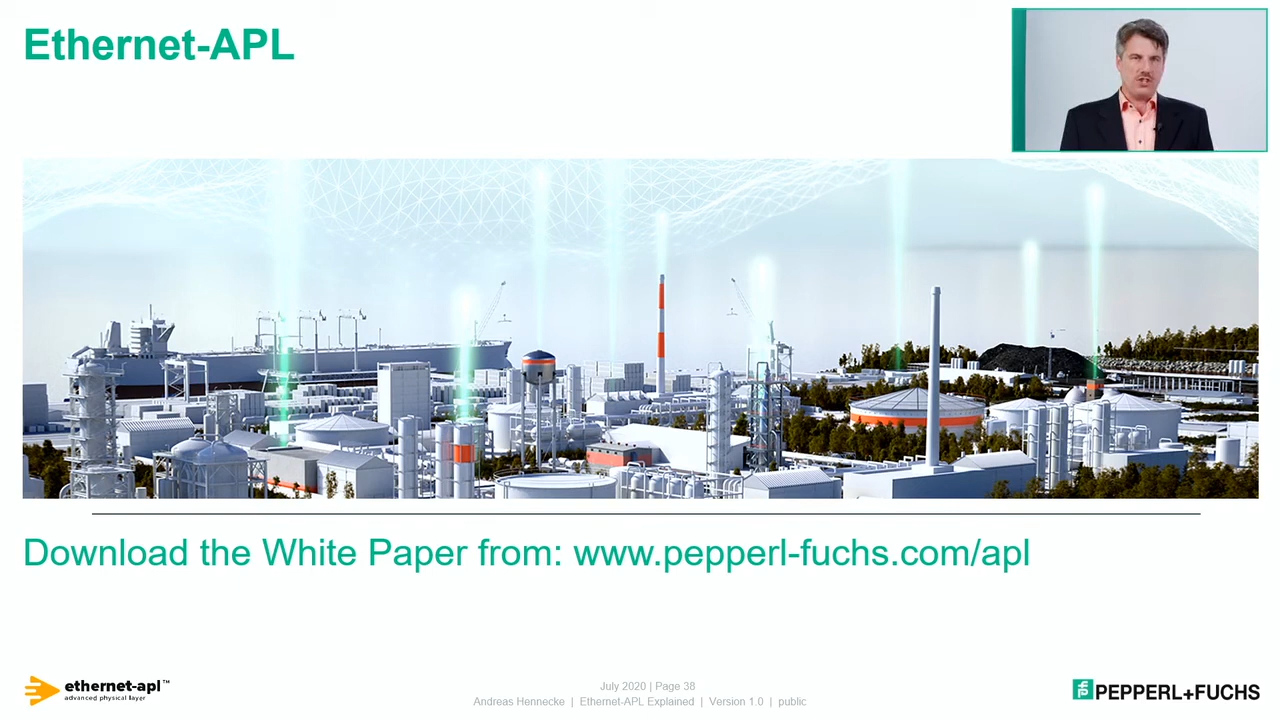 Ethernet-APL
Download the White Paper from: www.pepperl-fuchs.com/apl
ethernet-apl™
advanced physical layer
July 2020 | Page 38
Andreas Hennecke | Ethernet-APL Explained | Version 1.0 | public
PEPPERL+FUCHS